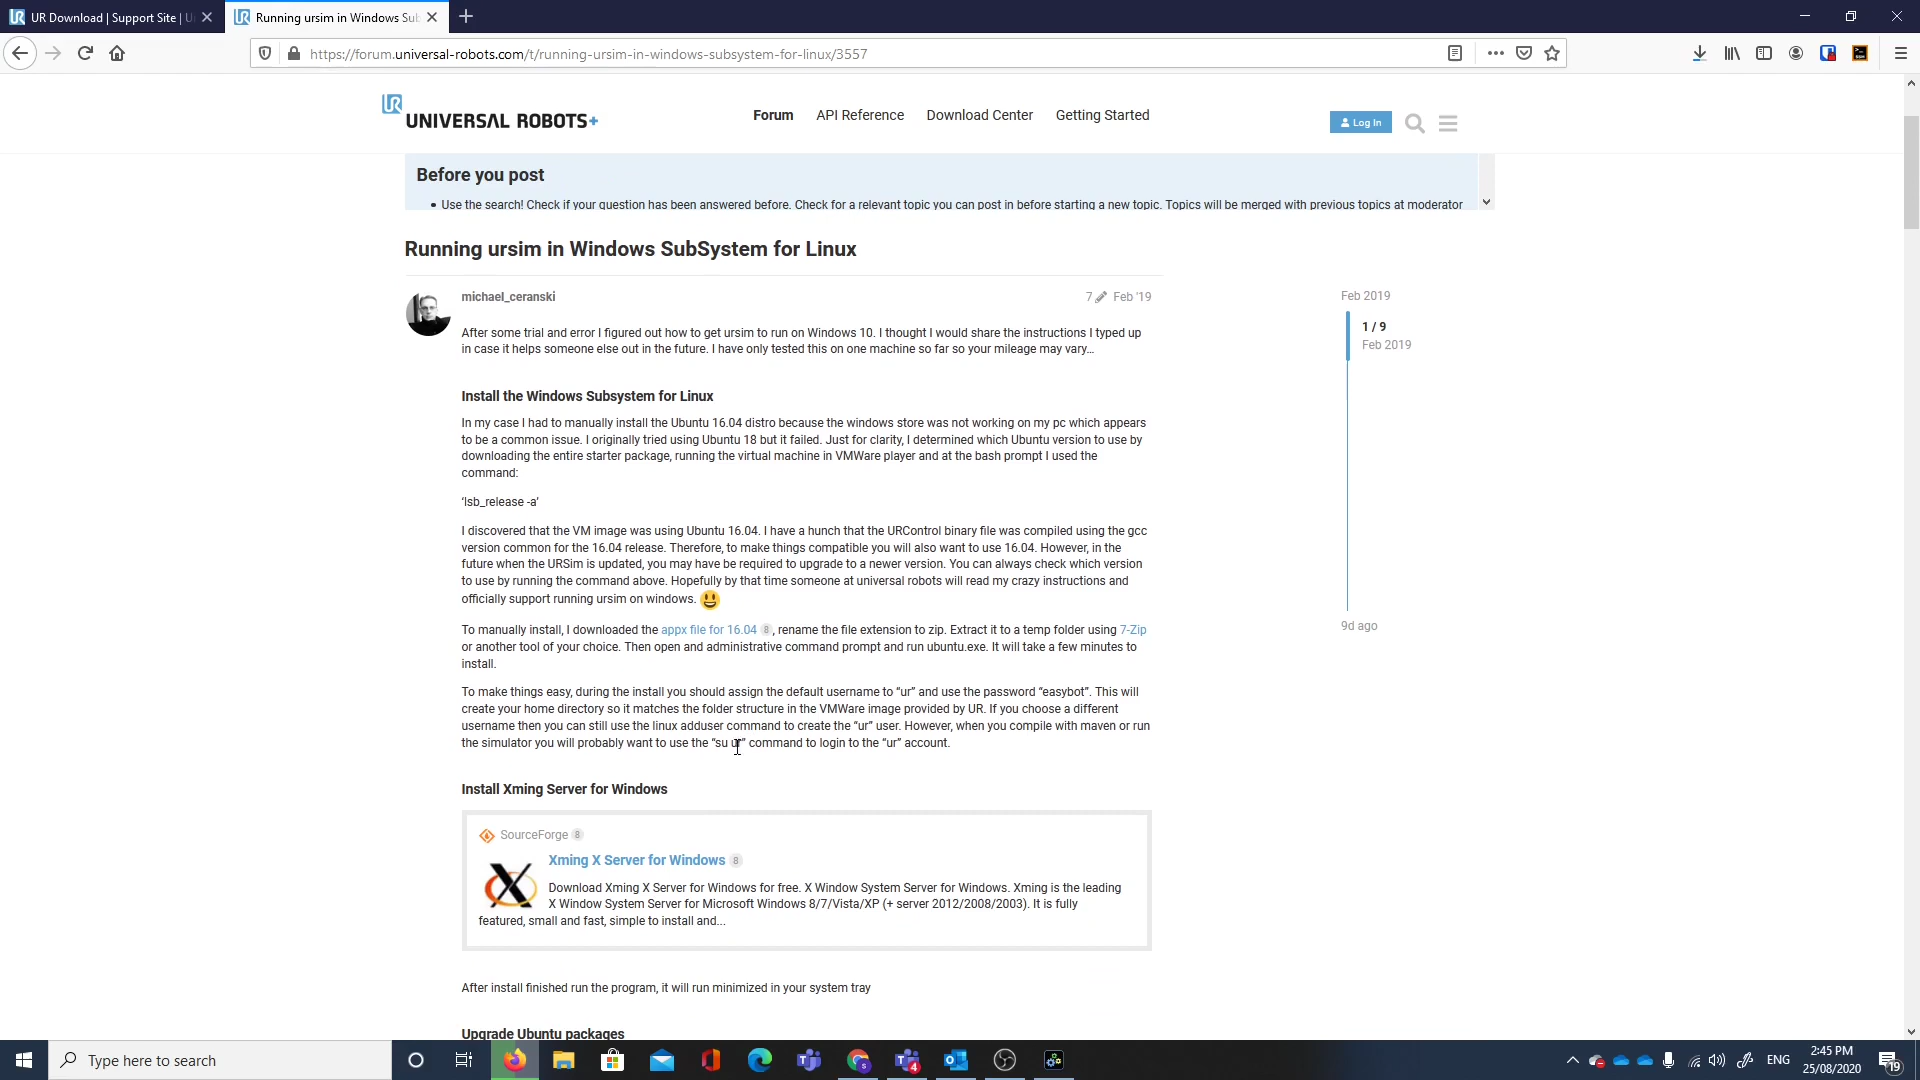 UR Download | Support Site | U
Running ursim in Windows Sub
https://forum.universal-robots.com/t/running-ursim-in-windows-subsystem-for-linux/3557
UR
UNIVERSAL ROBOTS+
Forum
API Reference
Download Center
Getting Started
Log In
Before you post
• Use the search! Check if your question has been answered before. Check for a relevant topic you can post in before starting a new topic. Topics will be merged with previous topics at moderator
Running ursim in Windows SubSystem for Linux
michael_ceranski
7
Feb '19
After some trial and error I figured out how to get ursim to run on Windows 10. I thought I would share the instructions I typed up
in case it helps someone else out in the future. I have only tested this on one machine so far so your mileage may vary…
Install the Windows Subsystem for Linux
In my case I had to manually install the Ubuntu 16.04 distro because the windows store was not working on my pc which appears
to be a common issue. I originally tried using Ubuntu 18 but it failed. Just for clarity, I determined which Ubuntu version to use by
downloading the entire starter package, running the virtual machine in VMWare player and at the bash prompt I used the
command:
‘lsb_release -a’
I discovered that the VM image was using Ubuntu 16.04. I have a hunch that the URControl binary file was compiled using the gcc
version common for the 16.04 release. Therefore, to make things compatible you will also want to use 16.04. However, in the
future when the URSim is updated, you may have be required to upgrade to a newer version. You can always check which version
to use by running the command above. Hopefully by that time someone at universal robots will read my crazy instructions and
officially support running ursim on windows.
To manually install, I downloaded the appx file for 16.04 8 , rename the file extension to zip. Extract it to a temp folder using 7-Zip
or another tool of your choice. Then open and administrative command prompt and run ubuntu.exe. It will take a few minutes to
install.
To make things easy, during the install you should assign the default username to “ur” and use the password “easybot”. This will
create your home directory so it matches the folder structure in the VMWare image provided by UR. If you choose a different
username then you can still use the linux adduser command to create the “ur” user. However, when you compile with maven or run
the simulator you will probably want to use the “su ur” command to login to the “ur” account.
Install Xming Server for Windows
SourceForge 8
Xming X Server for Windows 8
Download Xming X Server for Windows for free. X Window System Server for Windows. Xming is the leading
X Window System Server for Microsoft Windows 8/7/Vista/XP (+ server 2012/2008/2003). It is fully
featured, small and fast, simple to install and...
After install finished run the program, it will run minimized in your system tray
Upgrade Ubuntu packages
Feb 2019
1 / 9
Feb 2019
9d ago
Type here to search
4
ENG
2:45 PM
25/08/2020
19